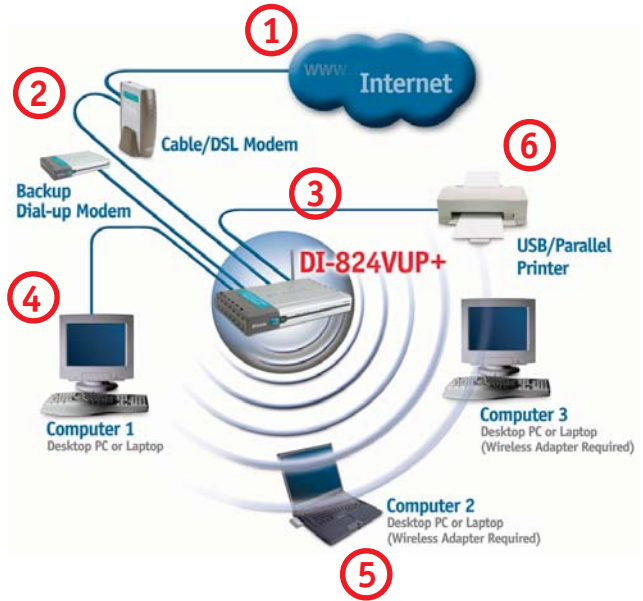 1
www.
Internet
2
Cable/DSL Modem
6
Backup
Dial-up Modem
3
USB/Parallel
Printer
DI-824VUP+
4
Computer 1
Desktop PC or Laptop
Computer 3
Desktop PC or Laptop
(Wireless Adapter Required)
Computer 2
Desktop PC or Laptop
(Wireless Adapter Required)
5